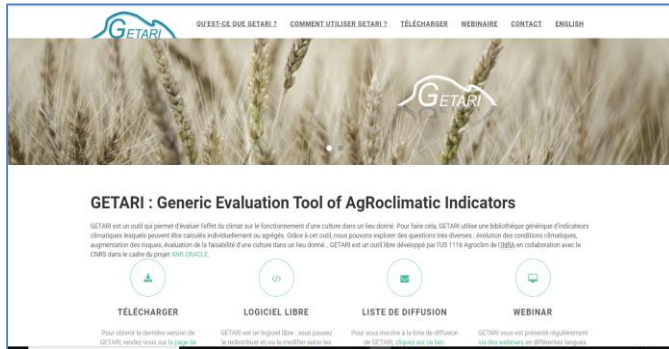 GETARI
QU'EST-CE QUE GETARI ? COMMENT UTILISER GETARI ? TÉLÉCHARGER WEBINAIRE CONTACT ENGLISH
GETARI
GETARI : Generic Evaluation Tool of AgRoclimatic Indicators
GETARI est un outil qui permet d'évaluer l'effet du climat sur le fonctionnement d'une culture dans un lieu donné. Pour faire cela, GETARI utilise une bibliothèque générique d'indicateurs
climatiques lesquels peuvent être calculés individuellement ou agrégés. Grâce à cet outil, nous pouvons explorer des questions très diverses : évolution des conditions climatiques,
augmentation des risques, évaluation de la faisabilité d'une culture dans un lieu donné... GETARI est un outil libre développé par l'US 1116 Agroclim de l'INRA en collaboration avec le
CNRS dans le cadre du projet ANR ORACLE.
TÉLÉCHARGER LOGICIEL LIBRE LISTE DE DIFFUSION WEBINAR
Pour obtenir la dernière version de GETARI est un logiciel libre : vous pouvez Pour vous inscrire à la liste de diffusion GETARI vous est présenté régulièrement
GETARI, rendez-vous sur la page de le redistribuer et/ou le modifier selon les de GETARI, cliquez sur ce lien. via des webinars en différentes langues